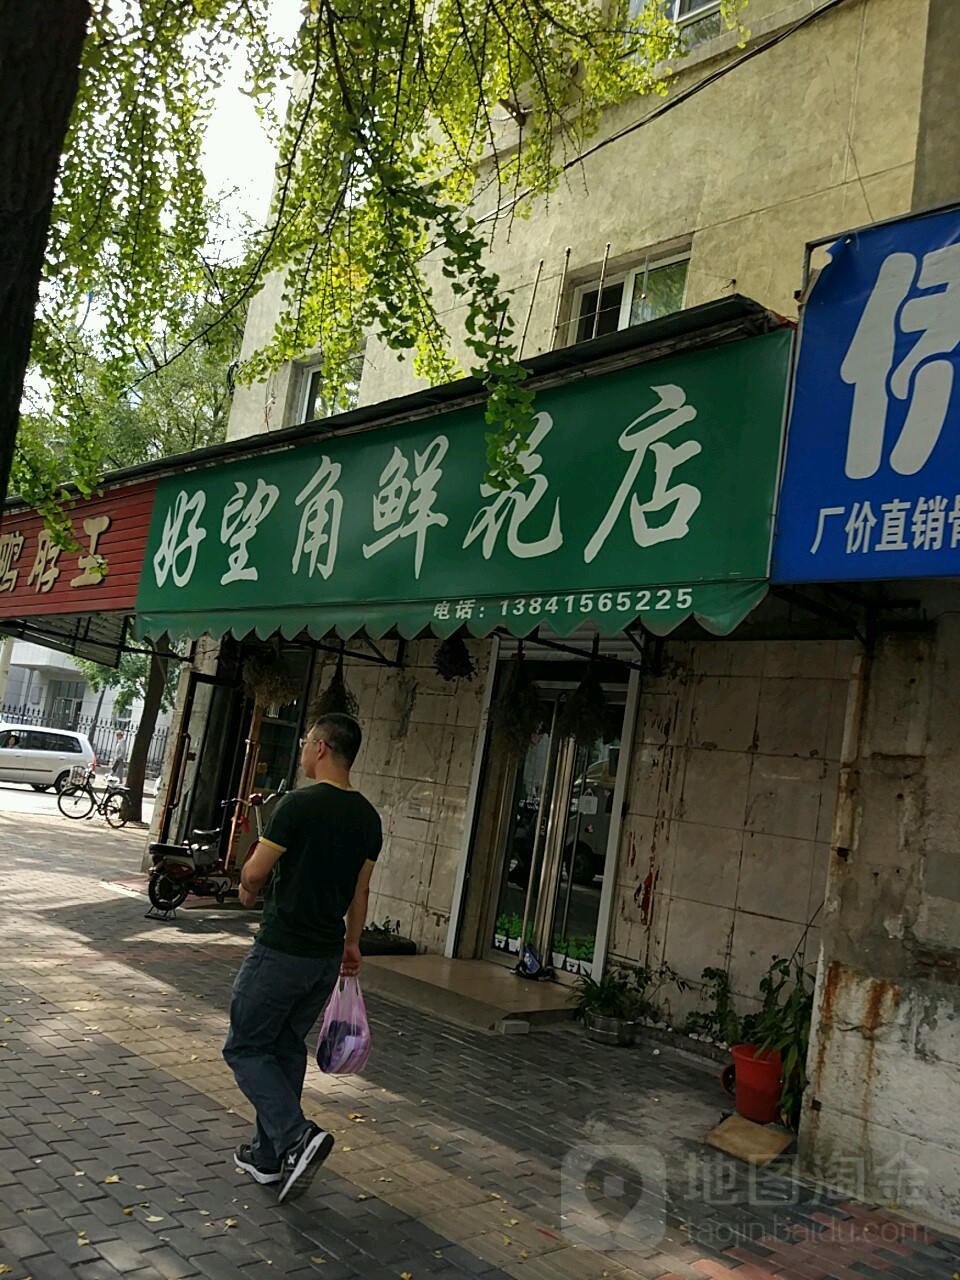 鸭脖王
好望角鲜花店
电话：13841565225
厂价直销
地图淘金
taojin.baidu.com